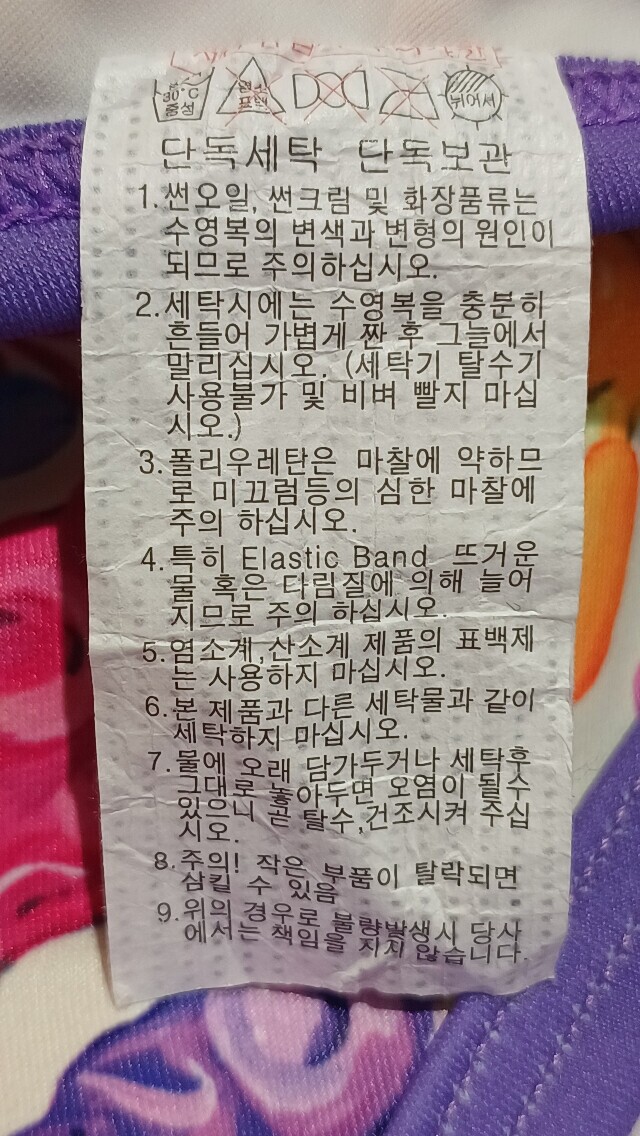 물
30°C
중성
염소
표백
뉘어서
단독세탁 단독보관
1.썬오일, 썬크림 및 화장품류는
수영복의 변색과 변형의 원인이
되므로 주의하십시오.
2.세탁시에는 수영복을 충분히
흔들어 가볍게 짠 후 그늘에서
말리십시오. (세탁기 탈수기
사용불가 및 비벼 빨지 마십
시오.)
3.폴리우레탄은 마찰에 약하므
로 미끄럼등의 심한 마찰에
주의 하십시오.
4.특히 Elastic Band 뜨거운
물 혹은 다림질에 의해 늘어
지므로 주의 하십시오.
5.염소계,산소계 제품의 표백제
는 사용하지 마십시오.
6.본 제품과 다른 세탁물과 같이
세탁하지 마십시오.
7.물에 오래 담가두거나 세탁후
그대로 놓아두면 오염이 될수
있으니 곧 탈수,건조시켜 주십
시오.
8.주의! 작은 부품이 탈락되면
삼킬 수 있음
9.위의 경우로 불량발생시 당사
에서는 책임을 지지 않습니다.